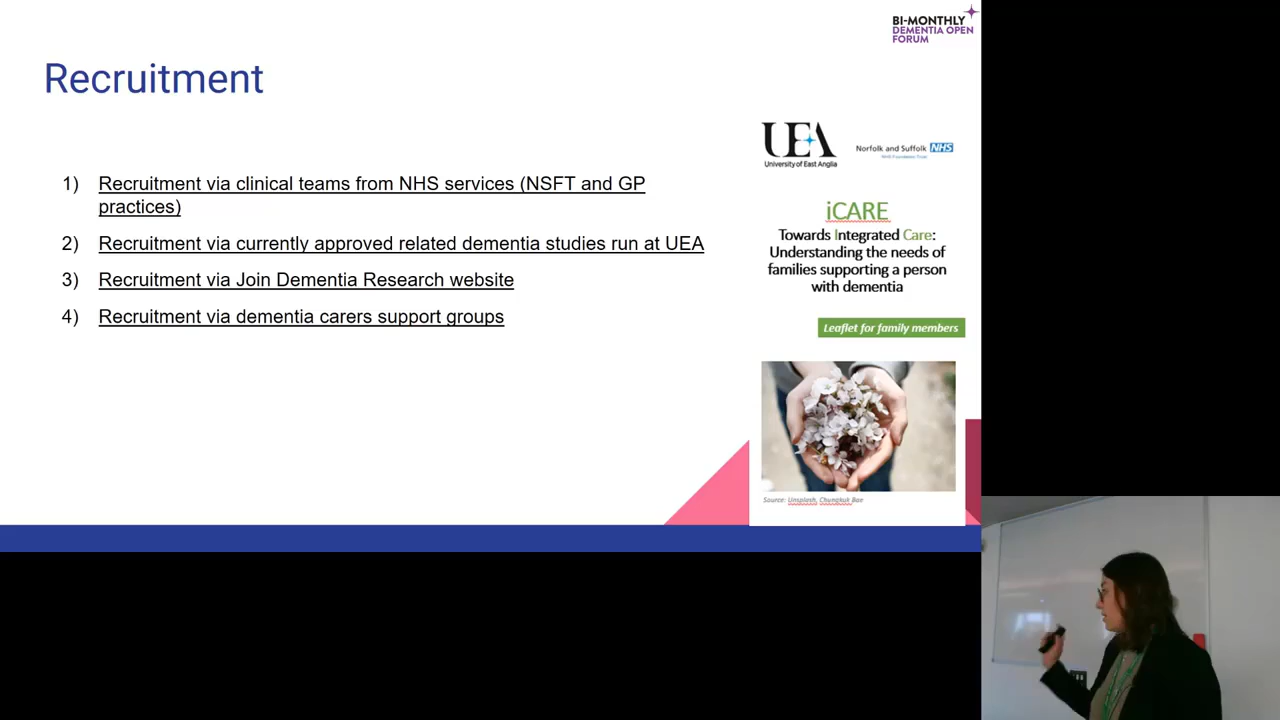 BI-MONTHLY
DEMENTIA OPEN
FORUM
Recruitment
1) Recruitment via clinical teams from NHS services (NSFT and GP
practices)
2) Recruitment via currently approved related dementia studies run at UEA
3) Recruitment via Join Dementia Research website
4) Recruitment via dementia carers support groups
UEA
University of East Anglia
Norfolk and Suffolk NHS
NHS Foundation Trust
iCARE
Towards Integrated Care:
Understanding the needs of
families supporting a person
with dementia
Leaflet for family members
Source: Unsplash, Chungkuk Bae